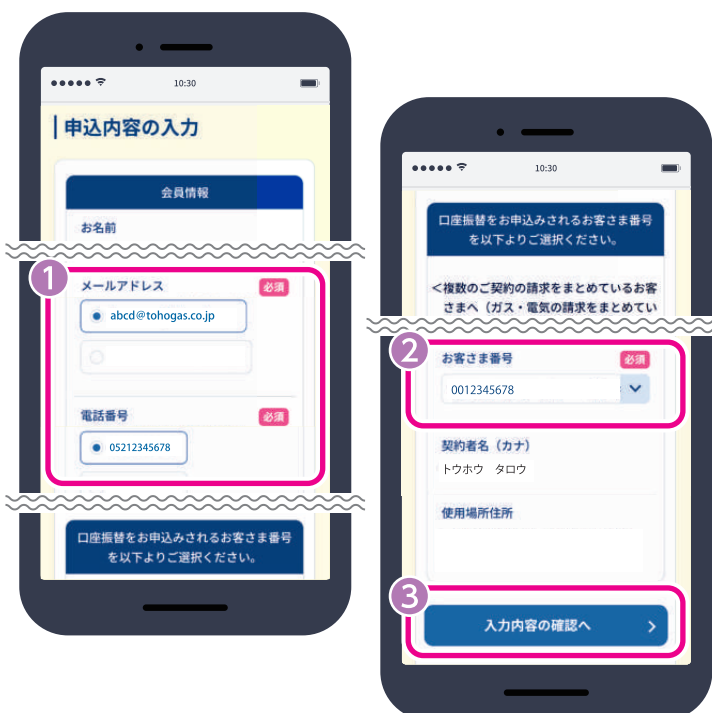 10:30
申込内容の入力
会員情報
お名前
1
メールアドレス
必須
abcd@tohogas.co.jp
電話番号
必須
05212345678
口座振替をお申込みされるお客さま番号
を以下よりご選択ください。
10:30
口座振替をお申込みされるお客さま番号
を以下よりご選択ください。
<複数のご契約の請求をまとめているお客
さまへ（ガス・電気の請求をまとめてい
2
お客さま番号
必須
0012345678
契約者名（カナ）
トウホウ タロウ
使用場所住所
3
入力内容の確認へ